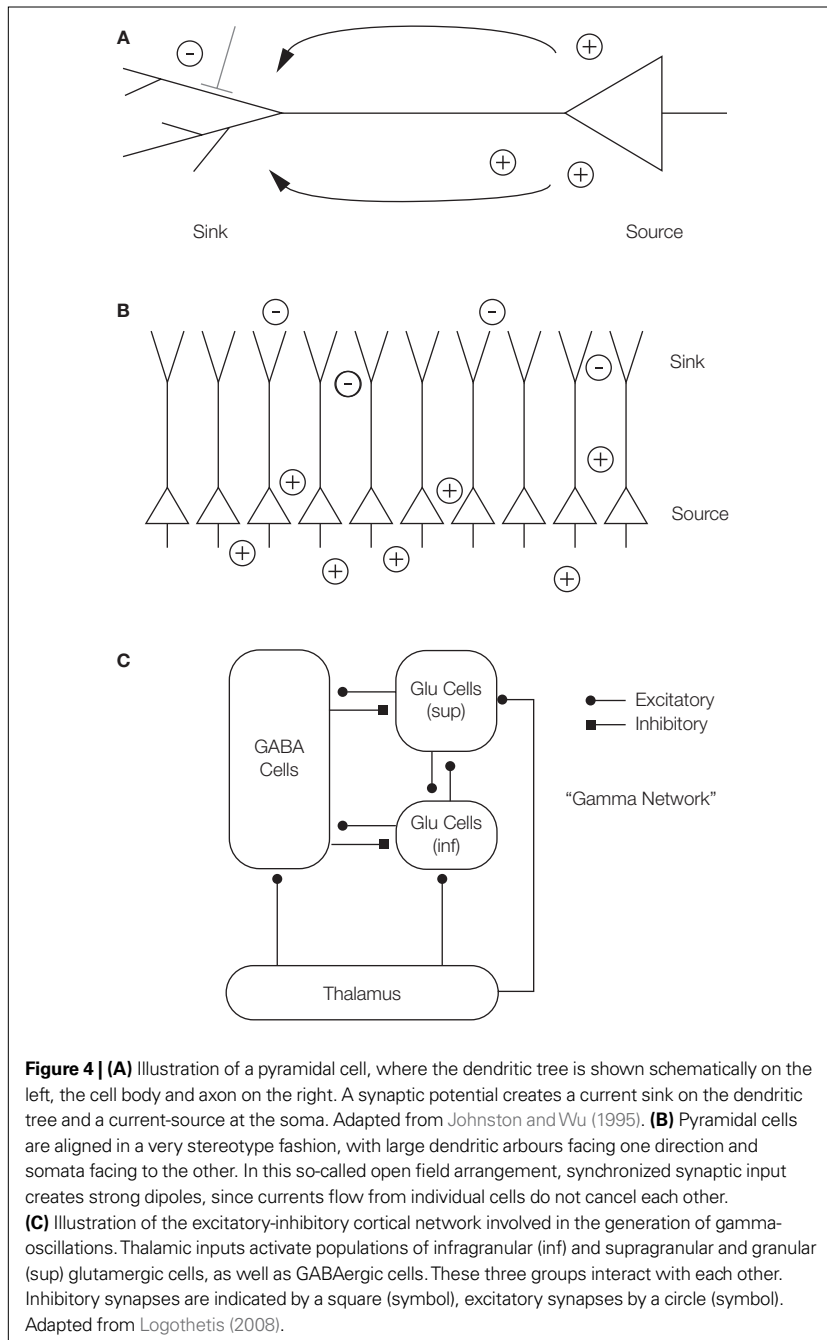 A
-
+
+
+
Sink
Source
B
-
-
Sink
-
-
+
+
+
Source
+
+
+
+
C
GABA
Cells
Glu Cells
(sup)
Glu Cells
(inf)
Thalamus
Excitatory
Inhibitory
“Gamma Network”
Figure 4 | (A) Illustration of a pyramidal cell, where the dendritic tree is shown schematically on the
left, the cell body and axon on the right. A synaptic potential creates a current sink on the dendritic
tree and a current-source at the soma. Adapted from Johnston and Wu (1995). (B) Pyramidal cells
are aligned in a very stereotype fashion, with large dendritic arbours facing one direction and
somata facing to the other. In this so-called open field arrangement, synchronized synaptic input
creates strong dipoles, since currents flow from individual cells do not cancel each other.
(C) Illustration of the excitatory-inhibitory cortical network involved in the generation of gamma-
oscillations. Thalamic inputs activate populations of infragranular (inf) and supragranular and granular
(sup) glutamergic cells, as well as GABAergic cells. These three groups interact with each other.
Inhibitory synapses are indicated by a square (symbol), excitatory synapses by a circle (symbol).
Adapted from Logothetis (2008).